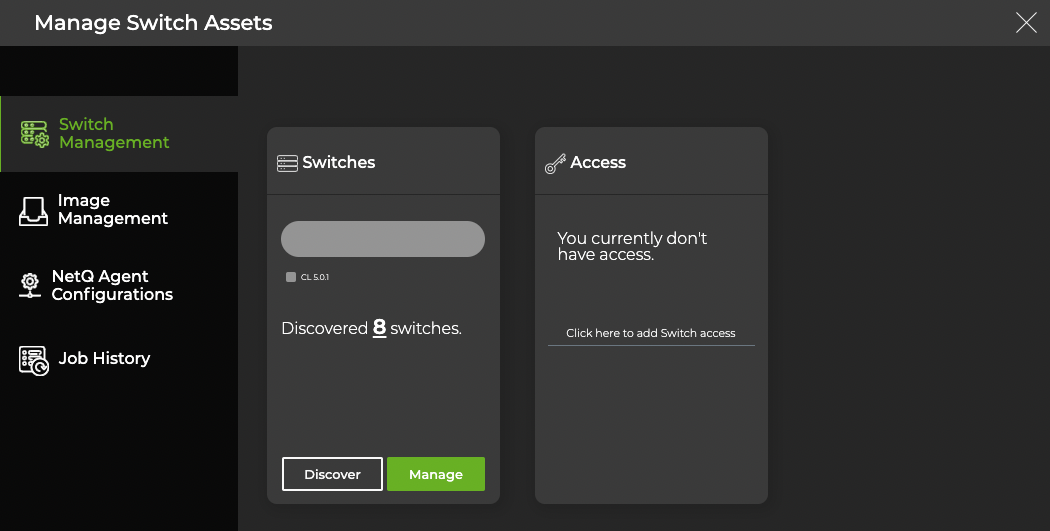 Manage Switch Assets
Switch
Management
Image
Management
NetQ Agent
Configurations
Job History
Switches
CL 5.0.1
Discovered 8 switches.
Discover
Manage
Access
You currently don't
have access.
Click here to add Switch access